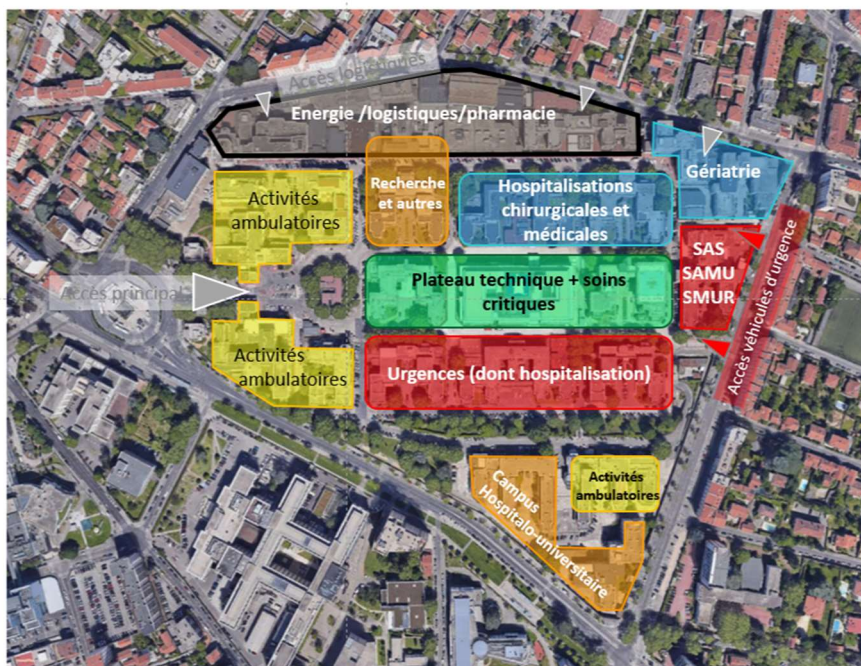 Accès logistiques
Energie /logistiques/pharmacie
Gériatrie
Activités
ambulatoires
Recherche
et autres
Hospitalisations
chirurgicales et
médicales
SAS
SAMU
SMUR
Accès véhicules d'urgence
Accès principal
Plateau technique + soins
critiques
Activités
ambulatoires
Urgences (dont hospitalisation)
Campus
Hospitalo-universitaire
Activités
ambulatoires